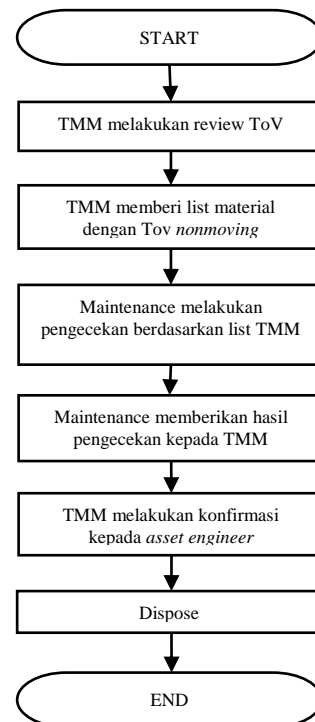 START
TMM melakukan review ToV
TMM memberi list material
dengan Tov nonmoving
Maintenance melakukan
pengecekan berdasarkan list TMM
Maintenance memberikan hasil
pengecekan kepada TMM
TMM melakukan konfirmasi
kepada asset engineer
Dispose
END